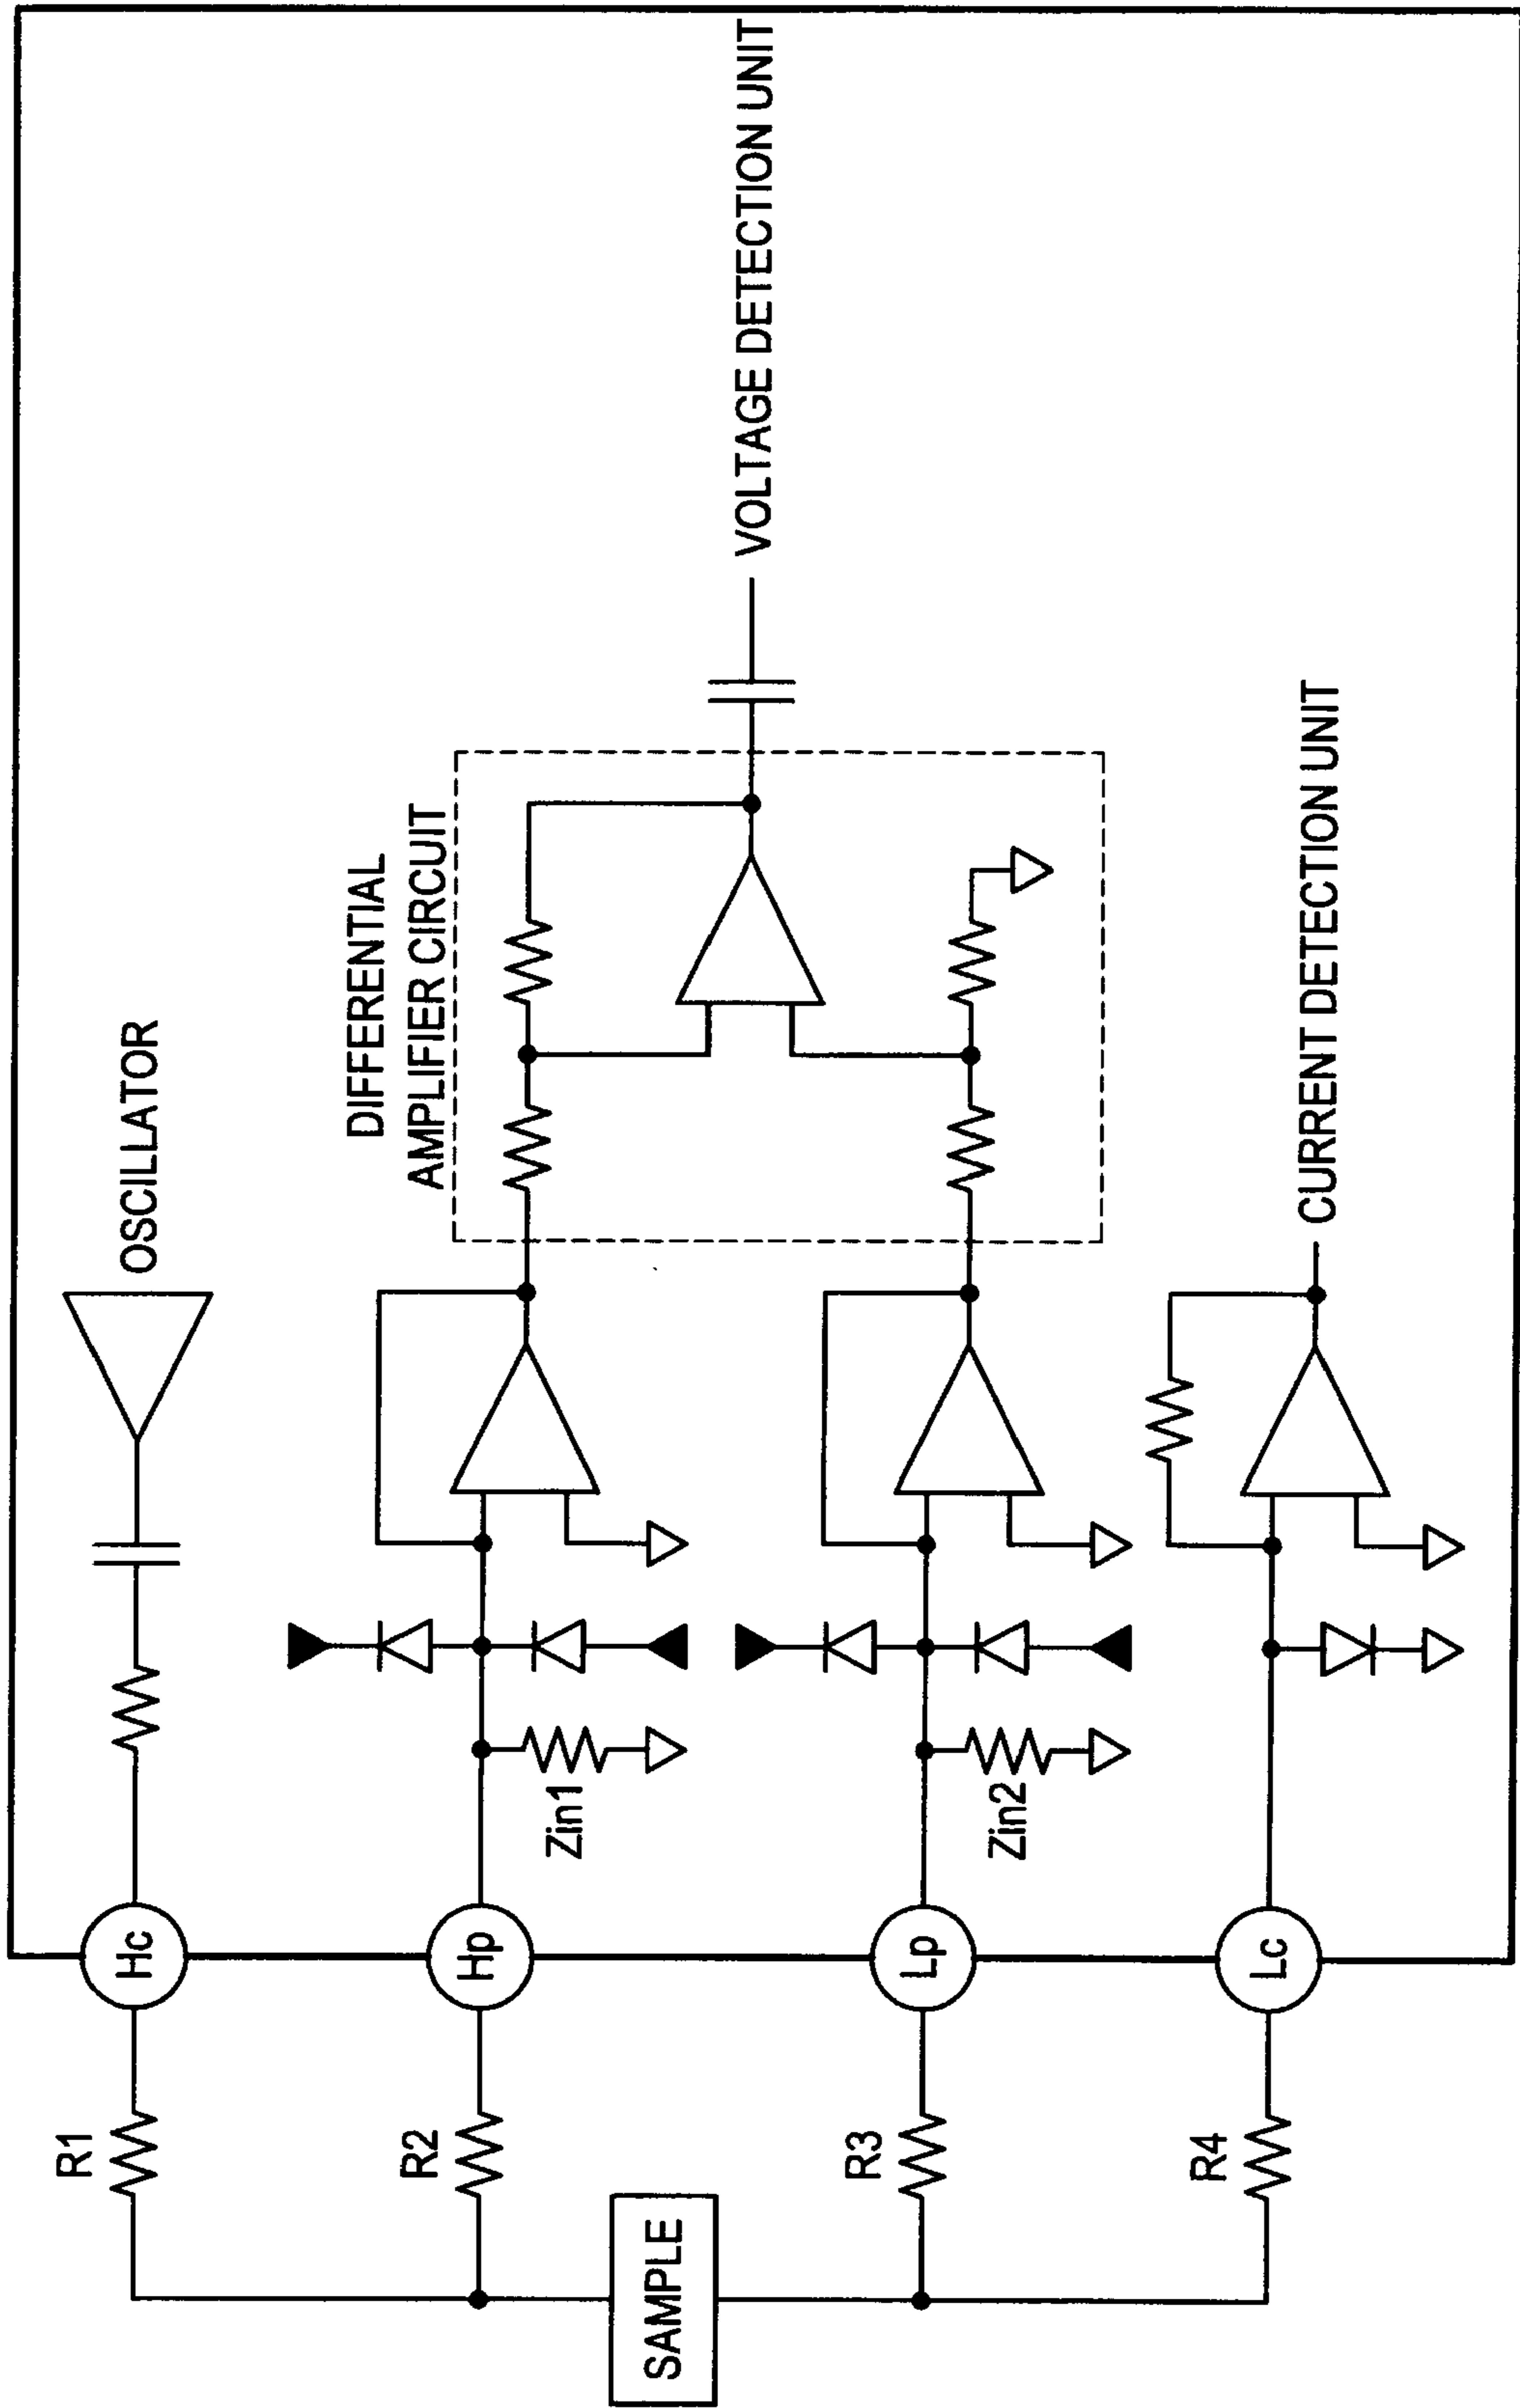 OSCILLATOR
DIFFERENTIAL
AMPLIFIER CIRCUIT
VOLTAGE DETECTION UNIT
CURRENT DETECTION UNIT
R1
Hc
R2
Hp
Zin1
SAMPLE
R3
Lp
Zin2
R4
Lc